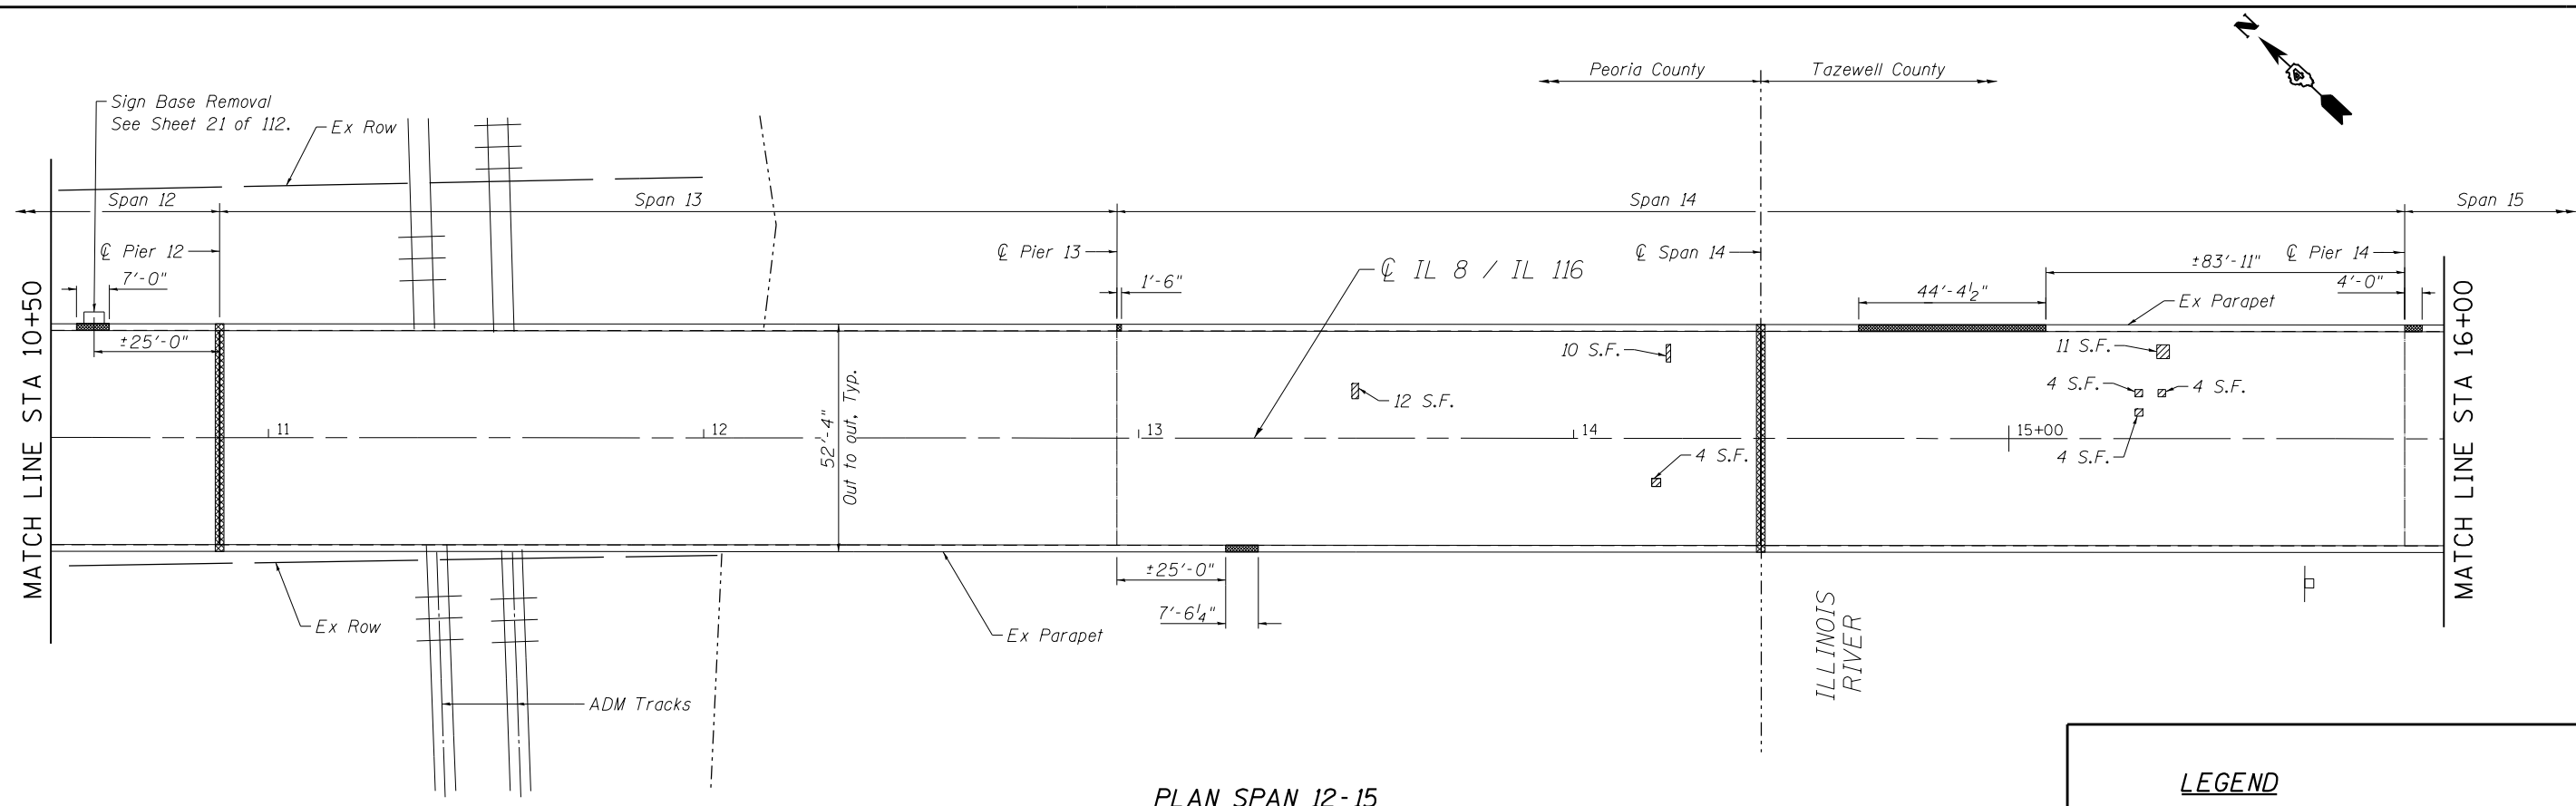 N
Peoria County
Tazewell County
Sign Base Removal
See Sheet 21 of 112.
Ex Row
Span 12
Span 13
Span 14
Span 15
℄ Pier 12
℄ Pier 13
℄ Span 14
℄ Pier 14
±83'-11"
7'-0"
1'-6"
℄ IL 8 / IL 116
44'-4½"
4'-0"
Ex Parapet
±25'-0"
10 S.F.
11 S.F.
12 S.F.
4 S.F.
4 S.F.
MATCH LINE STA 10+50
MATCH LINE STA 16+00
52'-4"
Out to out, Typ.
11
12
13
14
15+00
4 S.F.
4 S.F.
±25'-0"
7'-6¼"
Ex Row
Ex Parapet
ILLINOIS
RIVER
ADM Tracks
PLAN SPAN 12-15
LEGEND